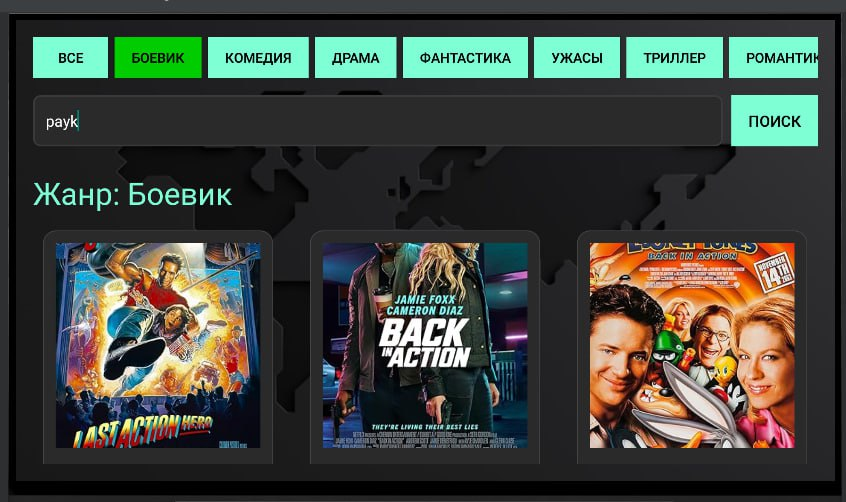 ВСЕ
БОЕВИК
КОМЕДИЯ
ДРАМА
ФАНТАСТИКА
УЖАСЫ
ТРИЛЛЕР
РОМАНТИК
payk
ПОИСК
Жанр: Боевик
LAST ACTION HERO
JAMIE FOXX
CAMERON DIAZ
BACK
IN ACTION
THEY'RE LIVING THEIR BEST LIES
LOONEY TUNES
BACK IN ACTION
NOVEMBER
14TH